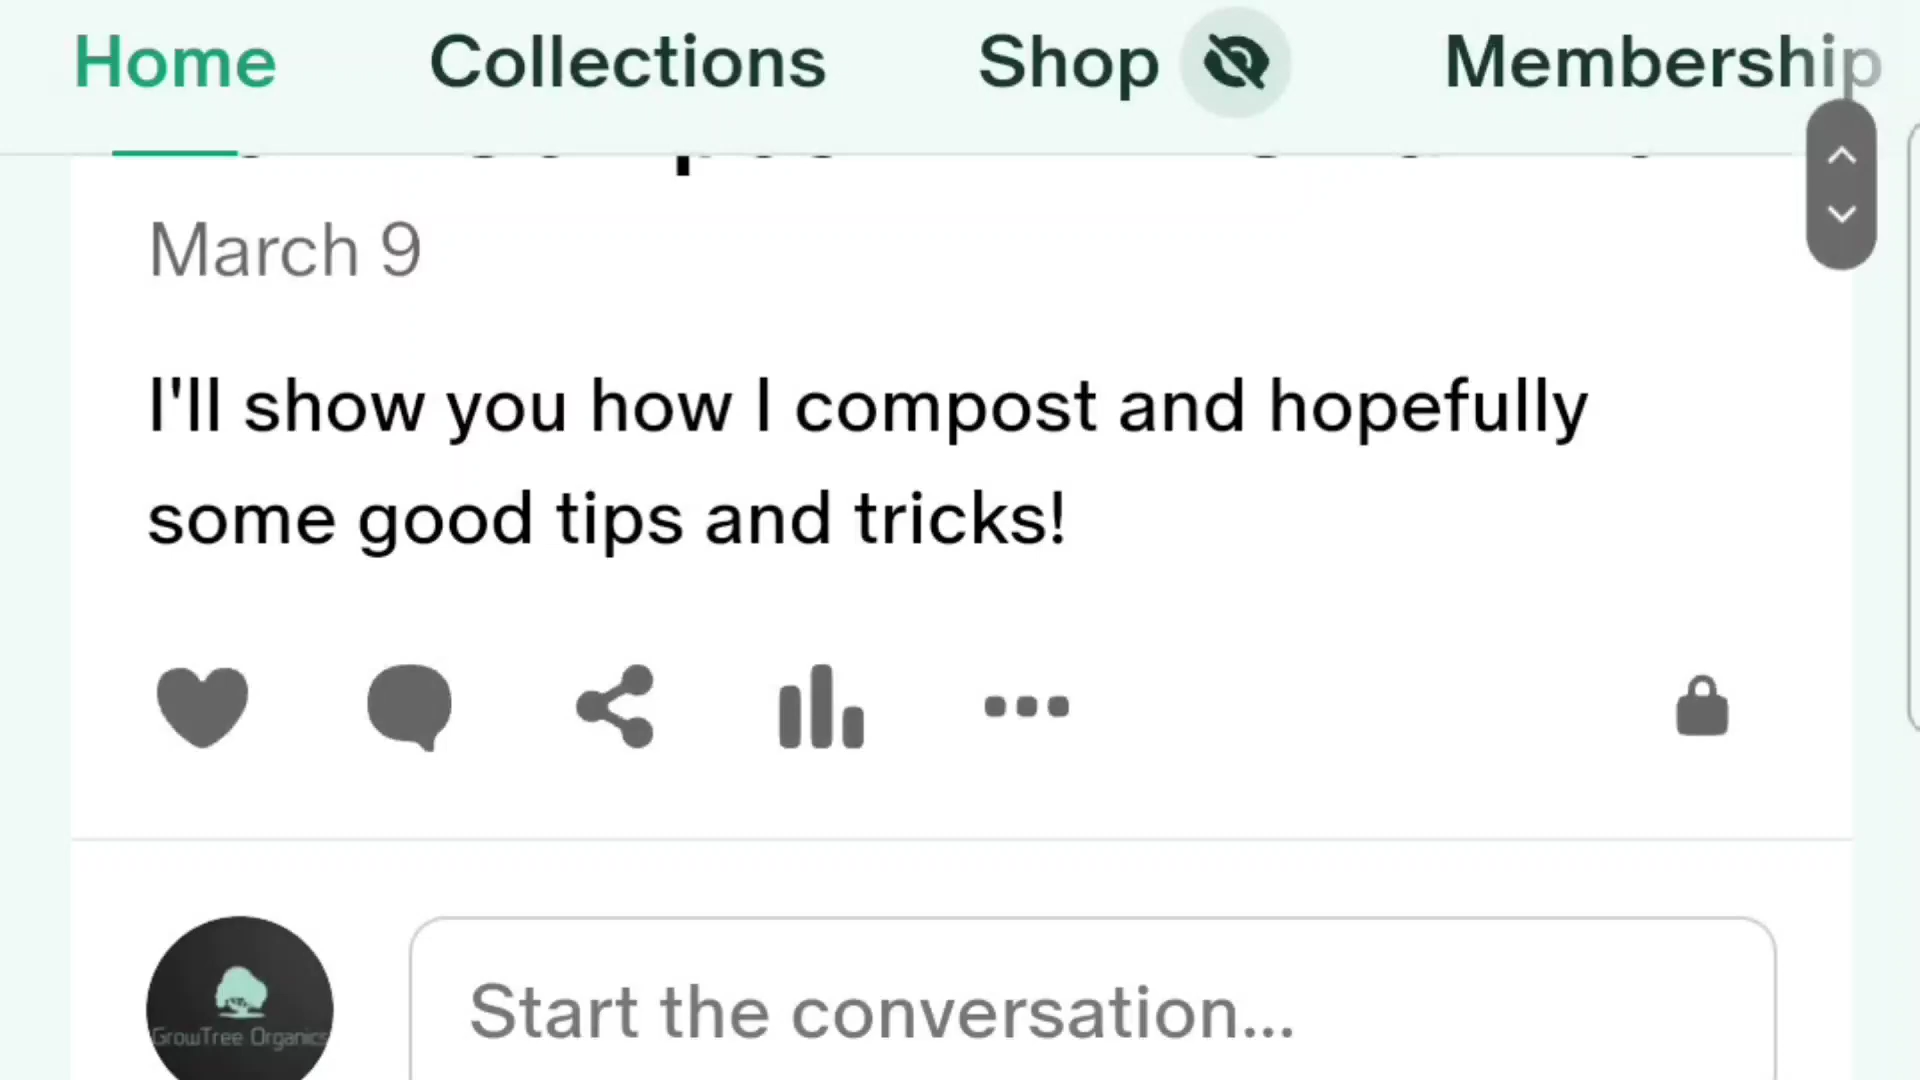 Home Collections Shop Membership
March 9
I'll show you how I compost and hopefully
some good tips and tricks!
GrowTree Organics
Start the conversation...